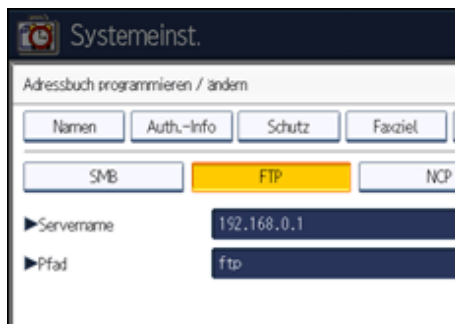 Systemeinst.
Adressbuch programmieren / ändern
Namen Auth.-Info Schutz Faxziel
SMB FTP NCP
►Servername 192.168.0.1
►Pfad ftp